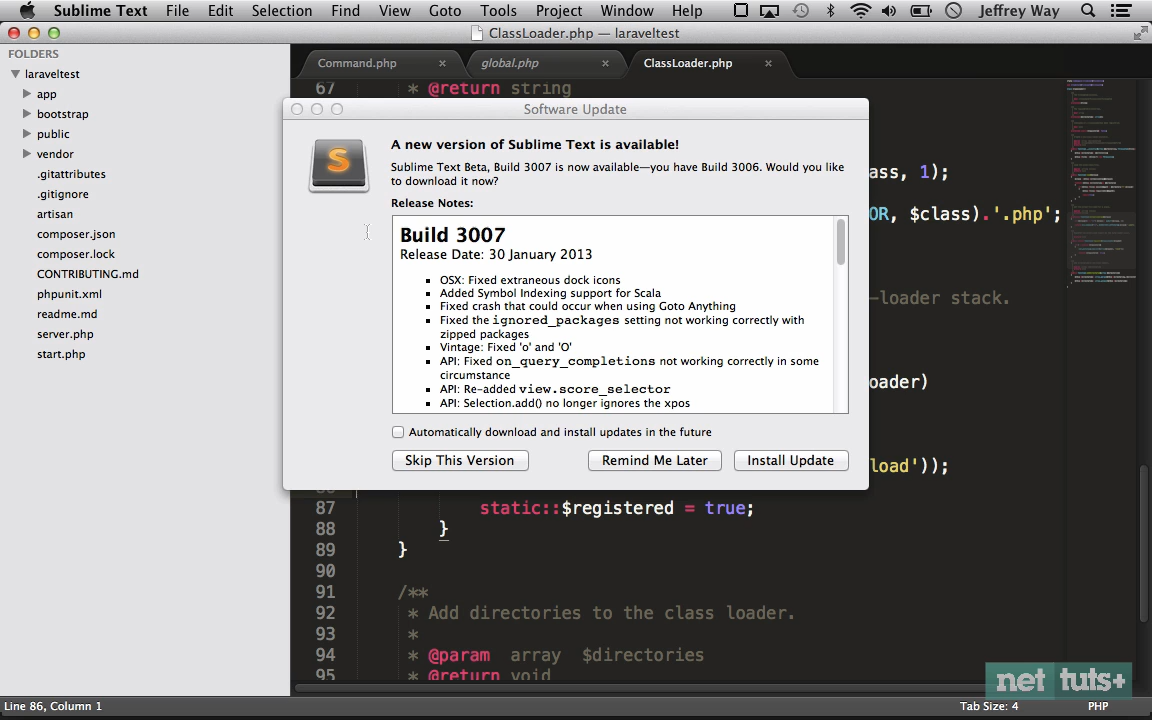 Sublime Text File Edit Selection Find View Goto Tools Project Window Help Jeffrey Way
ClassLoader.php — laraveltest
FOLDERS
laraveltest
app
bootstrap
public
vendor
.gitattributes
.gitignore
artisan
composer.json
composer.lock
CONTRIBUTING.md
phpunit.xml
readme.md
server.php
start.php
Command.php × global.php × ClassLoader.php ×
67 * @return string
Software Update
A new version of Sublime Text is available!
Sublime Text Beta, Build 3007 is now available—you have Build 3006. Would you like
to download it now?
Release Notes:
Build 3007
Release Date: 30 January 2013
OSX: Fixed extraneous dock icons
Added Symbol Indexing support for Scala
Fixed crash that could occur when using Goto Anything
Fixed the ignored_packages setting not working correctly with
zipped packages
Vintage: Fixed 'o' and 'O'
API: Fixed on_query_completions not working correctly in some
circumstance
API: Re-added view.score_selector
API: Selection.add() no longer ignores the xpos
Automatically download and install updates in the future
Skip This Version Remind Me Later Install Update
ass, 1);
OR, $class).'.php';
-loader stack.
oader)
load'));
87 static::$registered = true;
88 }
89 }
90
91 /**
92 * Add directories to the class loader.
93 *
94 * @param array $directories
95 * @return void
net tuts+
Line 86, Column 1 Tab Size: 4 PHP